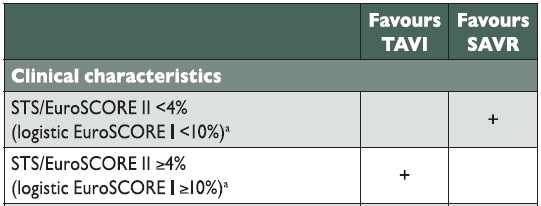 Favours TAVI
Favours SAVR
Clinical characteristics
STS/EuroSCORE II <4%
(logistic EuroSCORE I <10%)ᵃ
+
STS/EuroSCORE II ≥4%
(logistic EuroSCORE I ≥10%)ᵃ
+